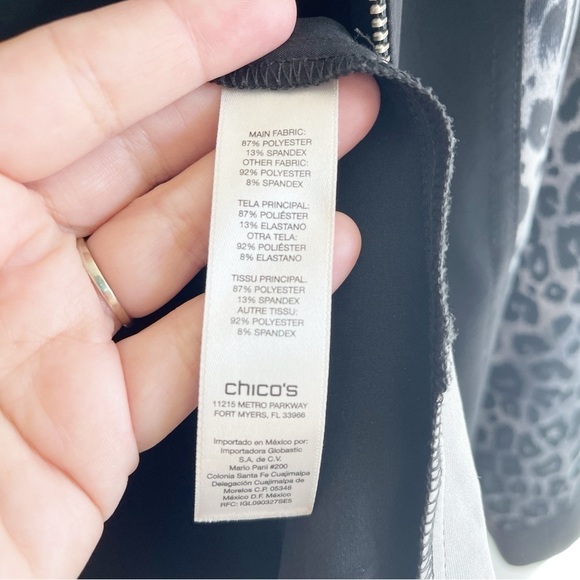 MAIN FABRIC:
87% POLYESTER
13% SPANDEX
OTHER FABRIC:
92% POLYESTER
8% SPANDEX
TELA PRINCIPAL:
87% POLIÉSTER
13% ELASTANO
OTRA TELA:
92% POLIÉSTER
8% ELASTANO
TISSU PRINCIPAL:
87% POLYESTER
13% SPANDEX
AUTRE TISSU:
92% POLYESTER
8% SPANDEX
chico's
11215 METRO PARKWAY
FORT MYERS, FL 33966
Importado en México por:
Importadora Globastic
S.A. de C.V.
Mario Pani #200
Colonia Santa Fe Cuajimalpa
Delegación Cuajimalpa de
Morelos C.P. 05348
México D.F. México
RFC: IGL090327SE5